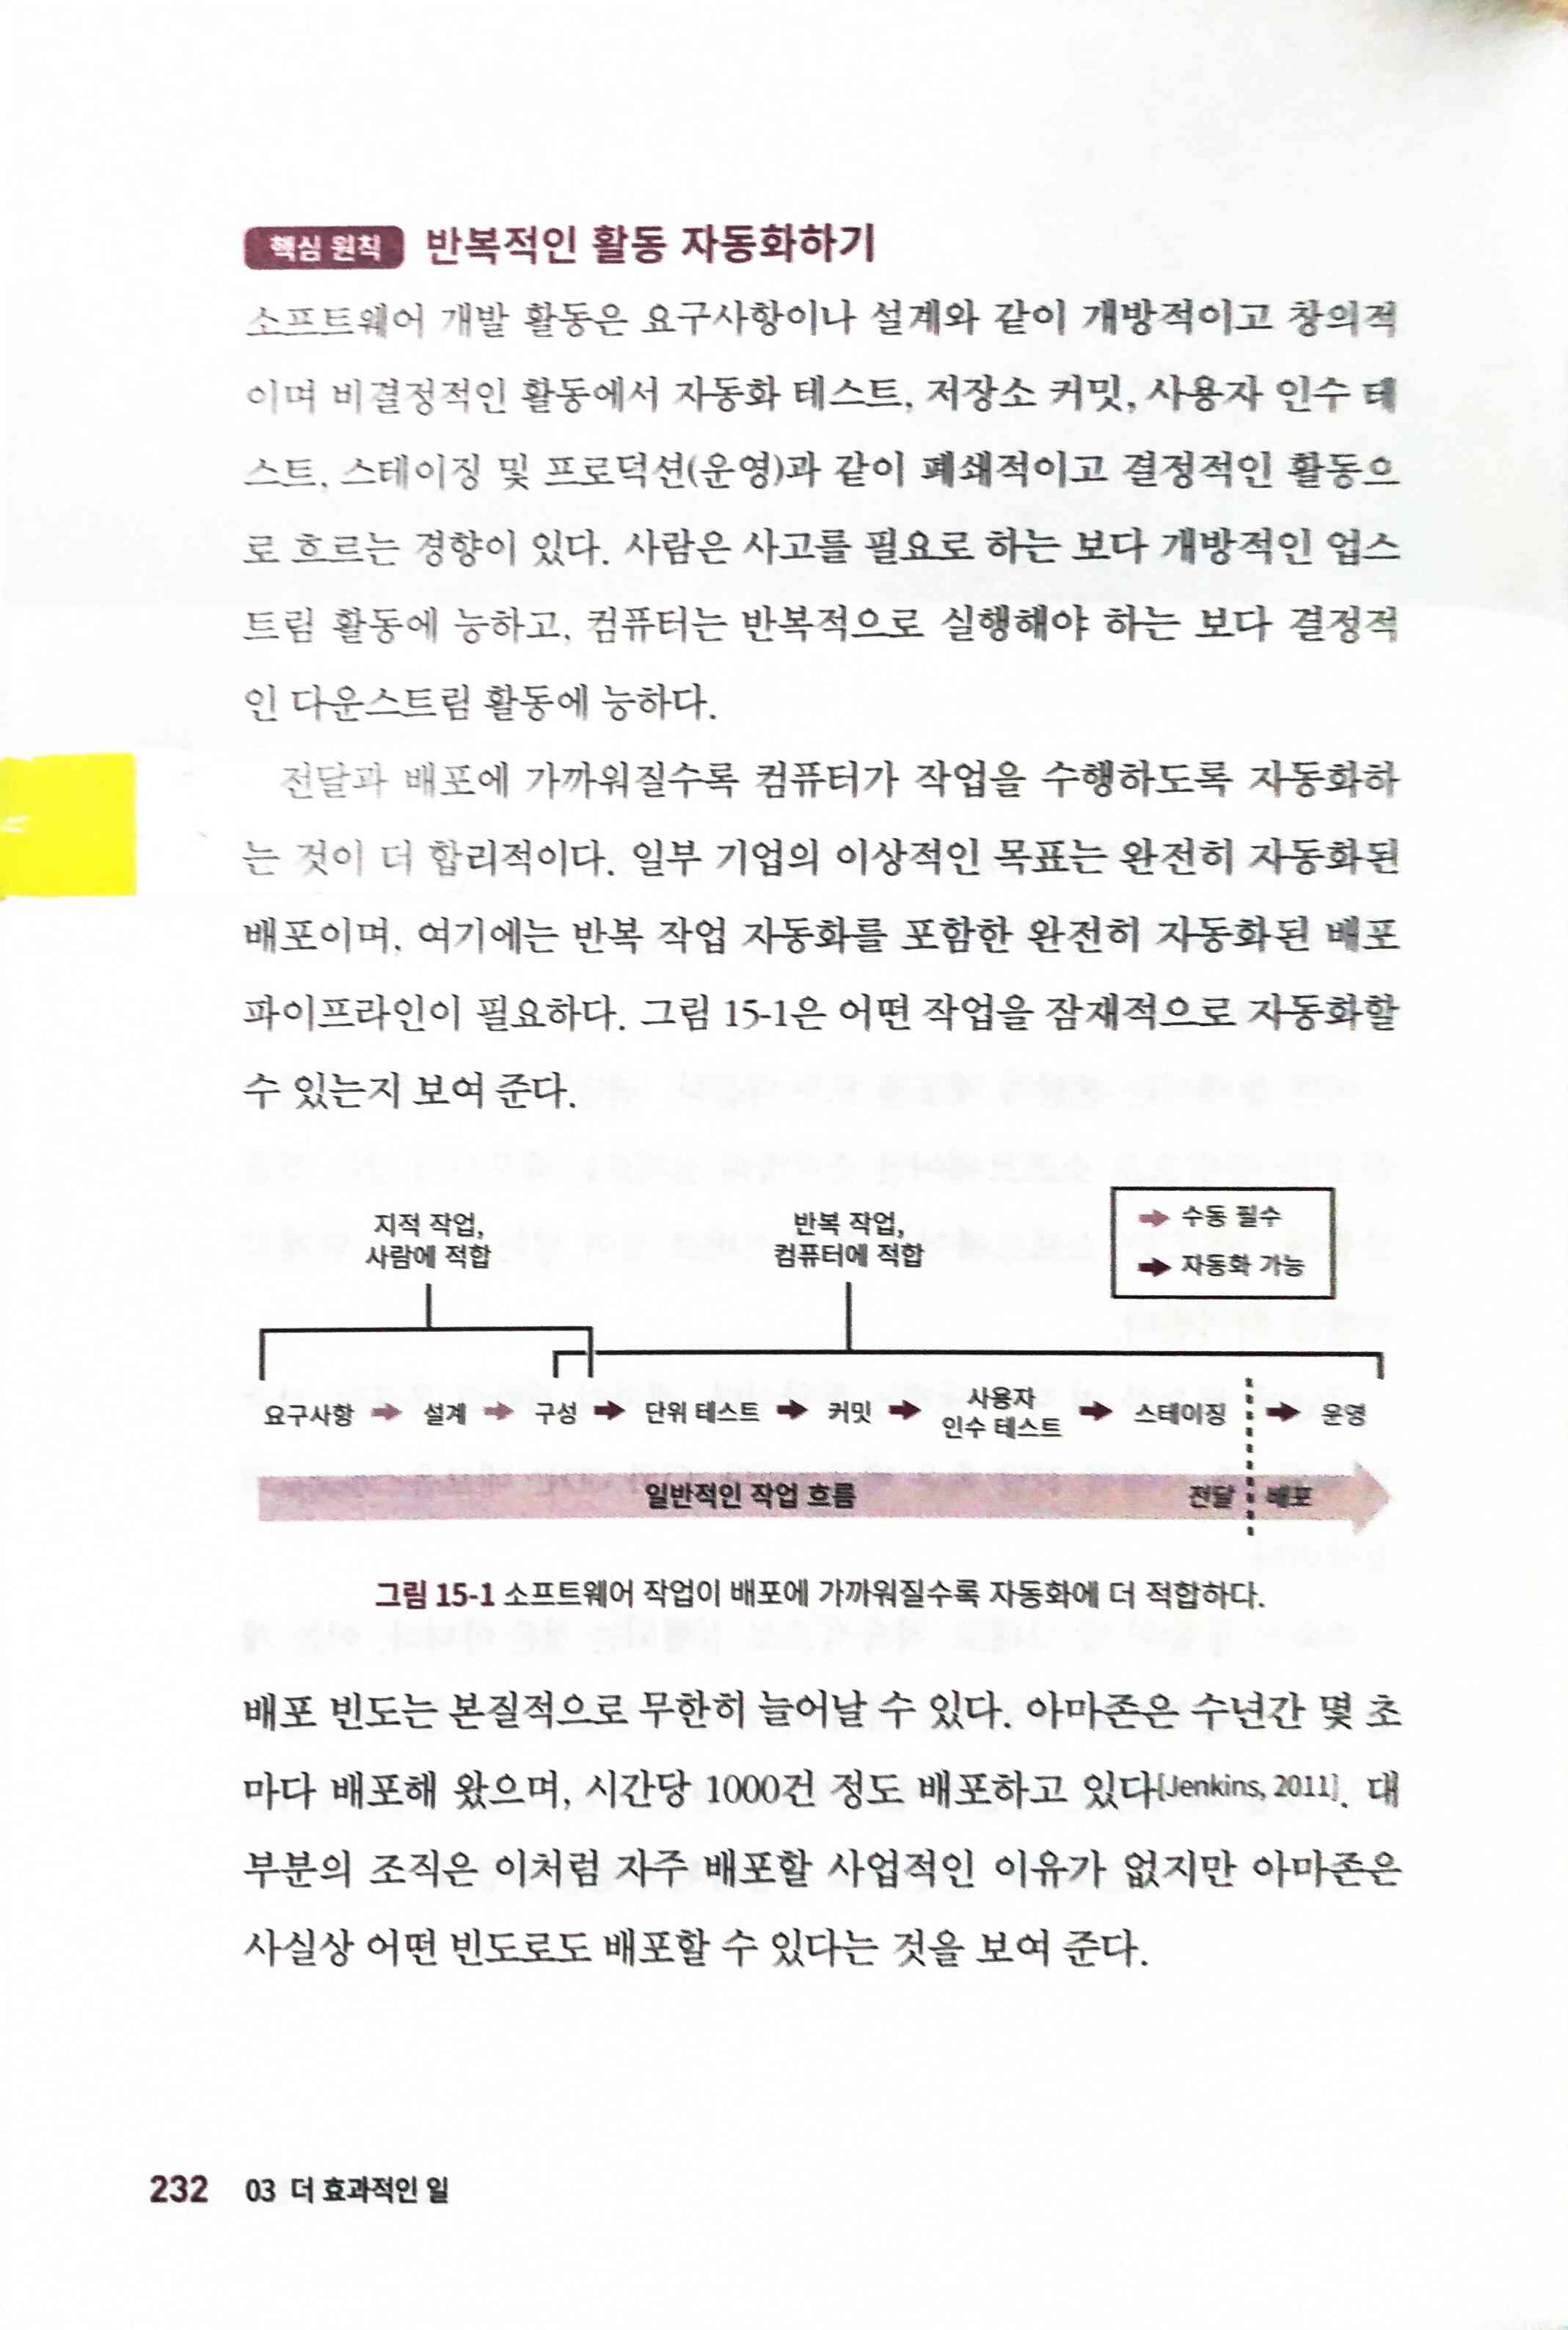 핵심 원칙 반복적인 활동 자동화하기
소프트웨어 개발 활동은 요구사항이나 설계와 같이 개방적이고 창의적
이며 비결정적인 활동에서 자동화 테스트, 저장소 커밋, 사용자 인수 테
스트, 스테이징 및 프로덕션(운영)과 같이 폐쇄적이고 결정적인 활동으
로 흐르는 경향이 있다. 사람은 사고를 필요로 하는 보다 개방적인 업스
트림 활동에 능하고, 컴퓨터는 반복적으로 실행해야 하는 보다 결정적
인 다운스트림 활동에 능하다.
전달과 배포에 가까워질수록 컴퓨터가 작업을 수행하도록 자동화하
는 것이 더 합리적이다. 일부 기업의 이상적인 목표는 완전히 자동화된
배포이며, 여기에는 반복 작업 자동화를 포함한 완전히 자동화된 배포
파이프라인이 필요하다. 그림 15-1은 어떤 작업을 잠재적으로 자동화할
수 있는지 보여 준다.
지적 작업,
사람에 적합
반복 작업,
컴퓨터에 적합
수동 필수
자동화 가능
요구사항 설계 구성 단위 테스트 커밋 사용자
인수 테스트 스테이징 운영
일반적인 작업 흐름 전달 배포
그림 15-1 소프트웨어 작업이 배포에 가까워질수록 자동화에 더 적합하다.
배포 빈도는 본질적으로 무한히 늘어날 수 있다. 아마존은 수년간 몇 초
마다 배포해 왔으며, 시간당 1000건 정도 배포하고 있다[Jenkins, 2011]. 대
부분의 조직은 이처럼 자주 배포할 사업적인 이유가 없지만 아마존은
사실상 어떤 빈도로도 배포할 수 있다는 것을 보여 준다.
232 03 더 효과적인 일